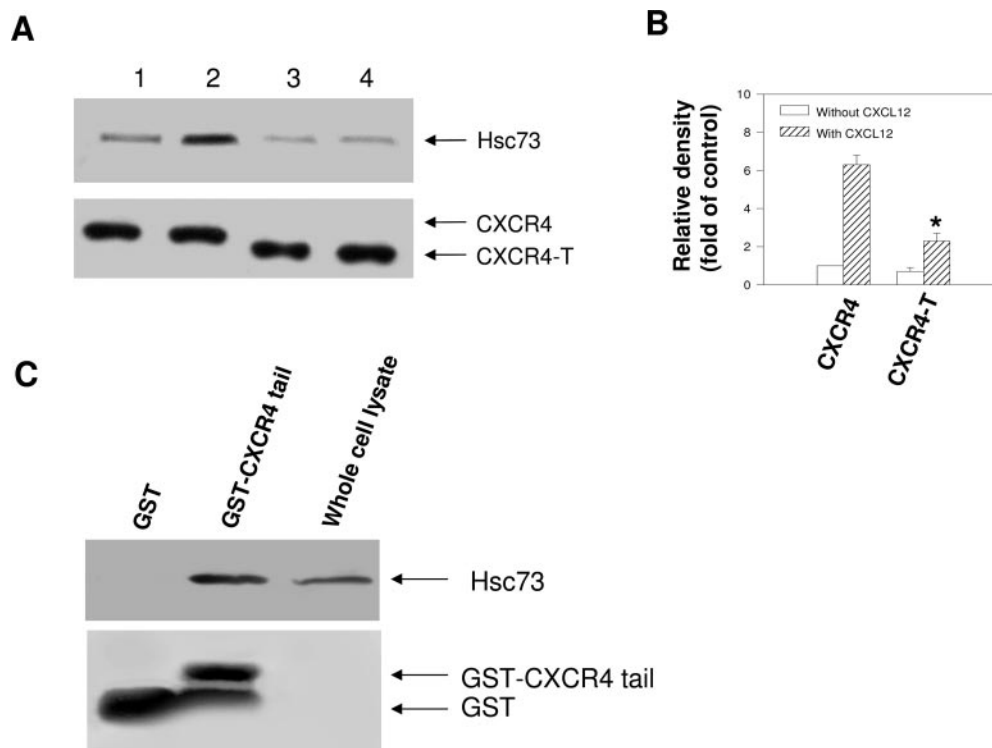 A
1 2 3 4
Hsc73
CXCR4
CXCR4-T
B
Relative density
(fold of control)
10
8
6
4
2
0
Without CXCL12
With CXCL12
*
CXCR4
CXCR4-T
C
GST
GST-CXCR4 tail
Whole cell lysate
Hsc73
GST-CXCR4 tail
GST